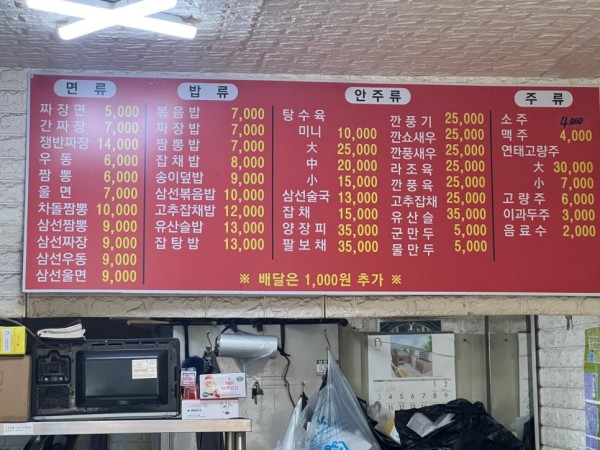 면 류
짜 장 면 5,000
간 짜 장 7,000
쟁반짜장 14,000
우 동 6,000
짬 뽕 6,000
울 면 7,000
차돌짬뽕 10,000
삼선짬뽕 9,000
삼선짜장 9,000
삼선우동 9,000
삼선울면 9,000
밥 류
볶 음 밥 7,000
짜 장 밥 7,000
짬 뽕 밥 7,000
잡 채 밥 8,000
송이덮밥 9,000
삼선볶음밥 10,000
고추잡채밥 12,000
유산슬밥 13,000
잡 탕 밥 13,000
안 주 류
탕 수 육
미니 10,000
大 25,000
中 20,000
小 15,000
삼선술국 13,000
잡 채 15,000
양 장 피 35,000
팔 보 채 35,000
깐 풍 기 25,000
깐쇼새우 25,000
깐풍새우 25,000
라 조 육 25,000
깐 풍 육 25,000
고추잡채 25,000
유 산 슬 35,000
군 만 두 5,000
물 만 두 5,000
주 류
소 주 4,000
맥 주 4,000
연태고량주
大 30,000
小 7,000
고 량 주 6,000
이과두주 3,000
음 료 수 2,000
※ 배달은 1,000원 추가 ※